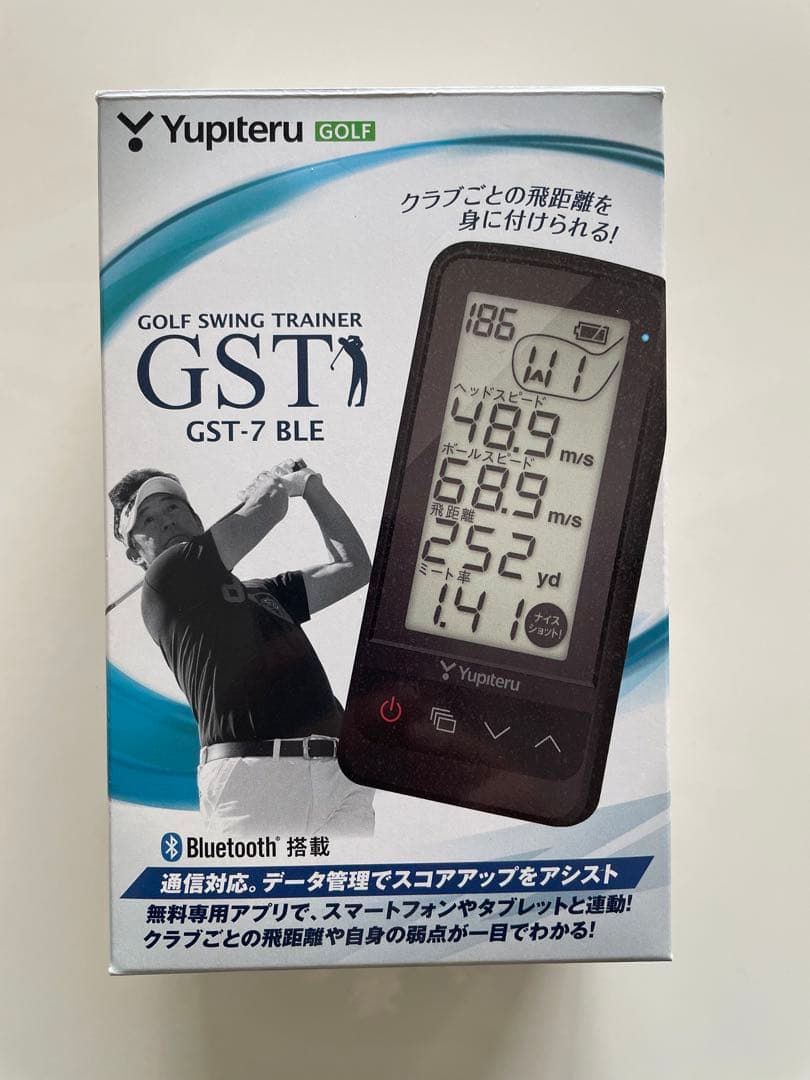 Yupiteru GOLF
クラブごとの飛距離を
身に付けられる!
GOLF SWING TRAINER
GST
GST-7 BLE
186
W1
ヘッドスピード
48.9 m/s
ボールスピード
68.9 m/s
飛距離
252 yd
ミート率
1.41
ナイス
ショット!
Yupiteru
Bluetooth® 搭載
通信対応。データ管理でスコアアップをアシスト
無料専用アプリで、スマートフォンやタブレットと連動!
クラブごとの飛距離や自身の弱点が一目でわかる!